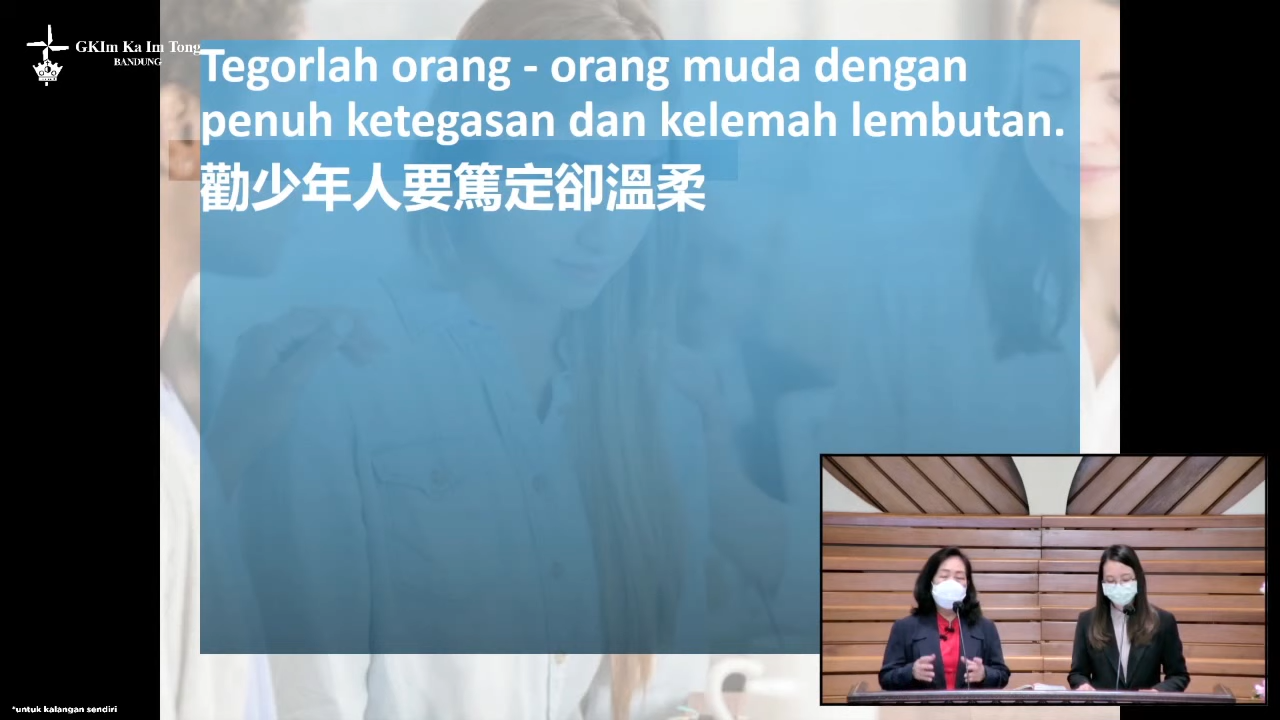 GKIm Ka Im Tong
BANDUNG
Tegorlah orang - orang muda dengan
penuh ketegasan dan kelemah lembutan.
勸少年人要篤定卻溫柔
*untuk kalangan sendiri